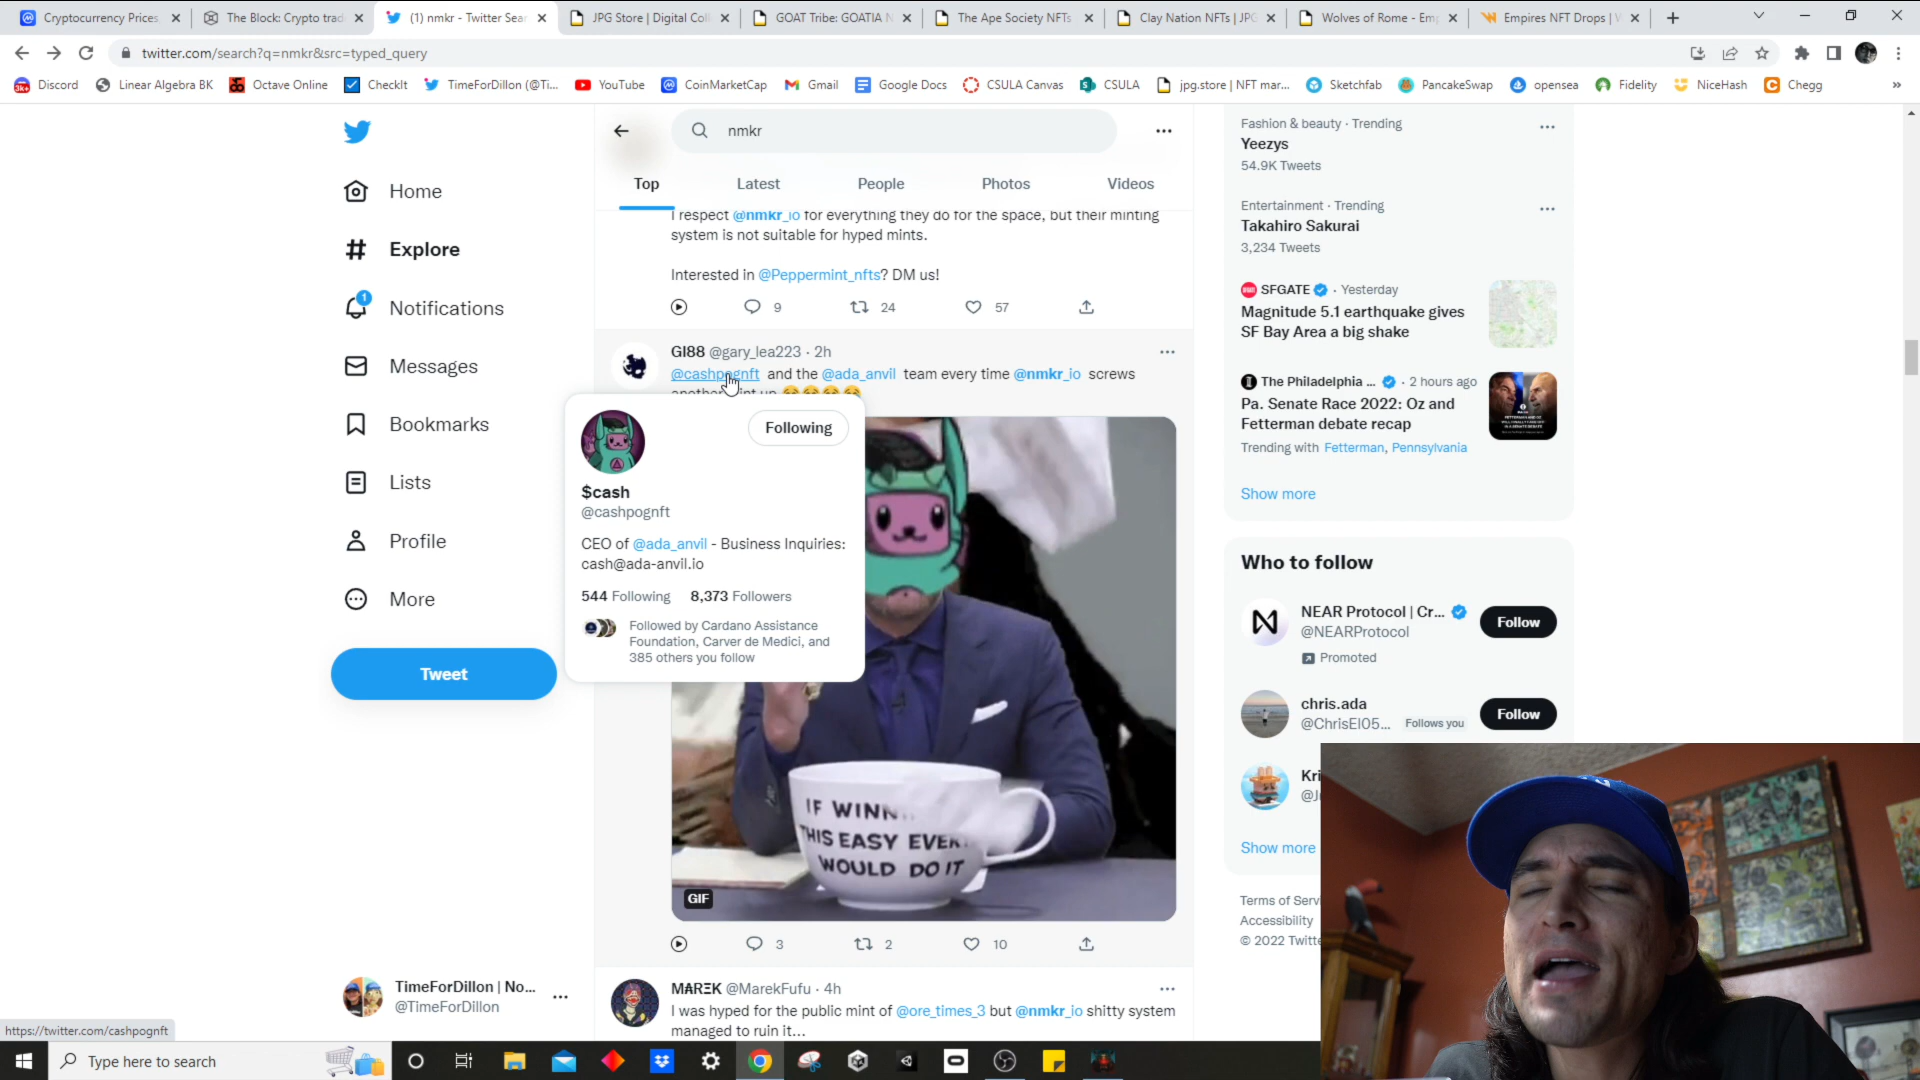 Cryptocurrency Prices
The Block: Crypto trad
(1) nmkr - Twitter Sear
JPG Store | Digital Coll
GOAT Tribe: GOATIA N
The Ape Society NFTs
Clay Nation NFTs | JPG
Wolves of Rome - Emp
Empires NFT Drops | W
twitter.com/search?q=nmkr&src=typed_query
Discord
Linear Algebra BK
Octave Online
CheckIt
TimeForDillon (@Ti...
YouTube
CoinMarketCap
Gmail
Google Docs
CSULA Canvas
CSULA
jpg.store | NFT mar...
Sketchfab
PancakeSwap
opensea
Fidelity
NiceHash
Chegg
Home
Explore
1
Notifications
Messages
Bookmarks
Lists
Profile
More
Tweet
TimeForDillon | No...
@TimeForDillon
nmkr
Top
Latest
People
Photos
Videos
I respect @nmkr_io for everything they do for the space, but their minting
system is not suitable for hyped mints.
Interested in @Peppermint_nfts? DM us!
9
24
57
Gl88 @gary_lea223 · 2h
@cashpognft and the @ada_anvil team every time @nmkr_io screws
Following
$cash
@cashpognft
CEO of @ada_anvil - Business Inquiries:
cash@ada-anvil.io
544 Following 8,373 Followers
Followed by Cardano Assistance
Foundation, Carver de Medici, and
385 others you follow
IF WINN
THIS EASY EVER
WOULD DO IT
GIF
3
2
10
MARΞK @MarekFufu · 4h
I was hyped for the public mint of @ore_times_3 but @nmkr_io shitty system
managed to ruin it...
Fashion & beauty · Trending
Yeezys
54.9K Tweets
Entertainment · Trending
Takahiro Sakurai
3,234 Tweets
SFGATE · Yesterday
Magnitude 5.1 earthquake gives
SF Bay Area a big shake
The Philadelphia ... · 2 hours ago
Pa. Senate Race 2022: Oz and
Fetterman debate recap
Trending with Fetterman, Pennsylvania
Show more
Who to follow
NEAR Protocol | Cr...
@NEARProtocol
Follow
Promoted
chris.ada
@ChrisEl05... Follows you
Follow
Kri
Show more
Terms of Serv
Accessibility
© 2022 Twitt
https://twitter.com/cashpognft
Type here to search